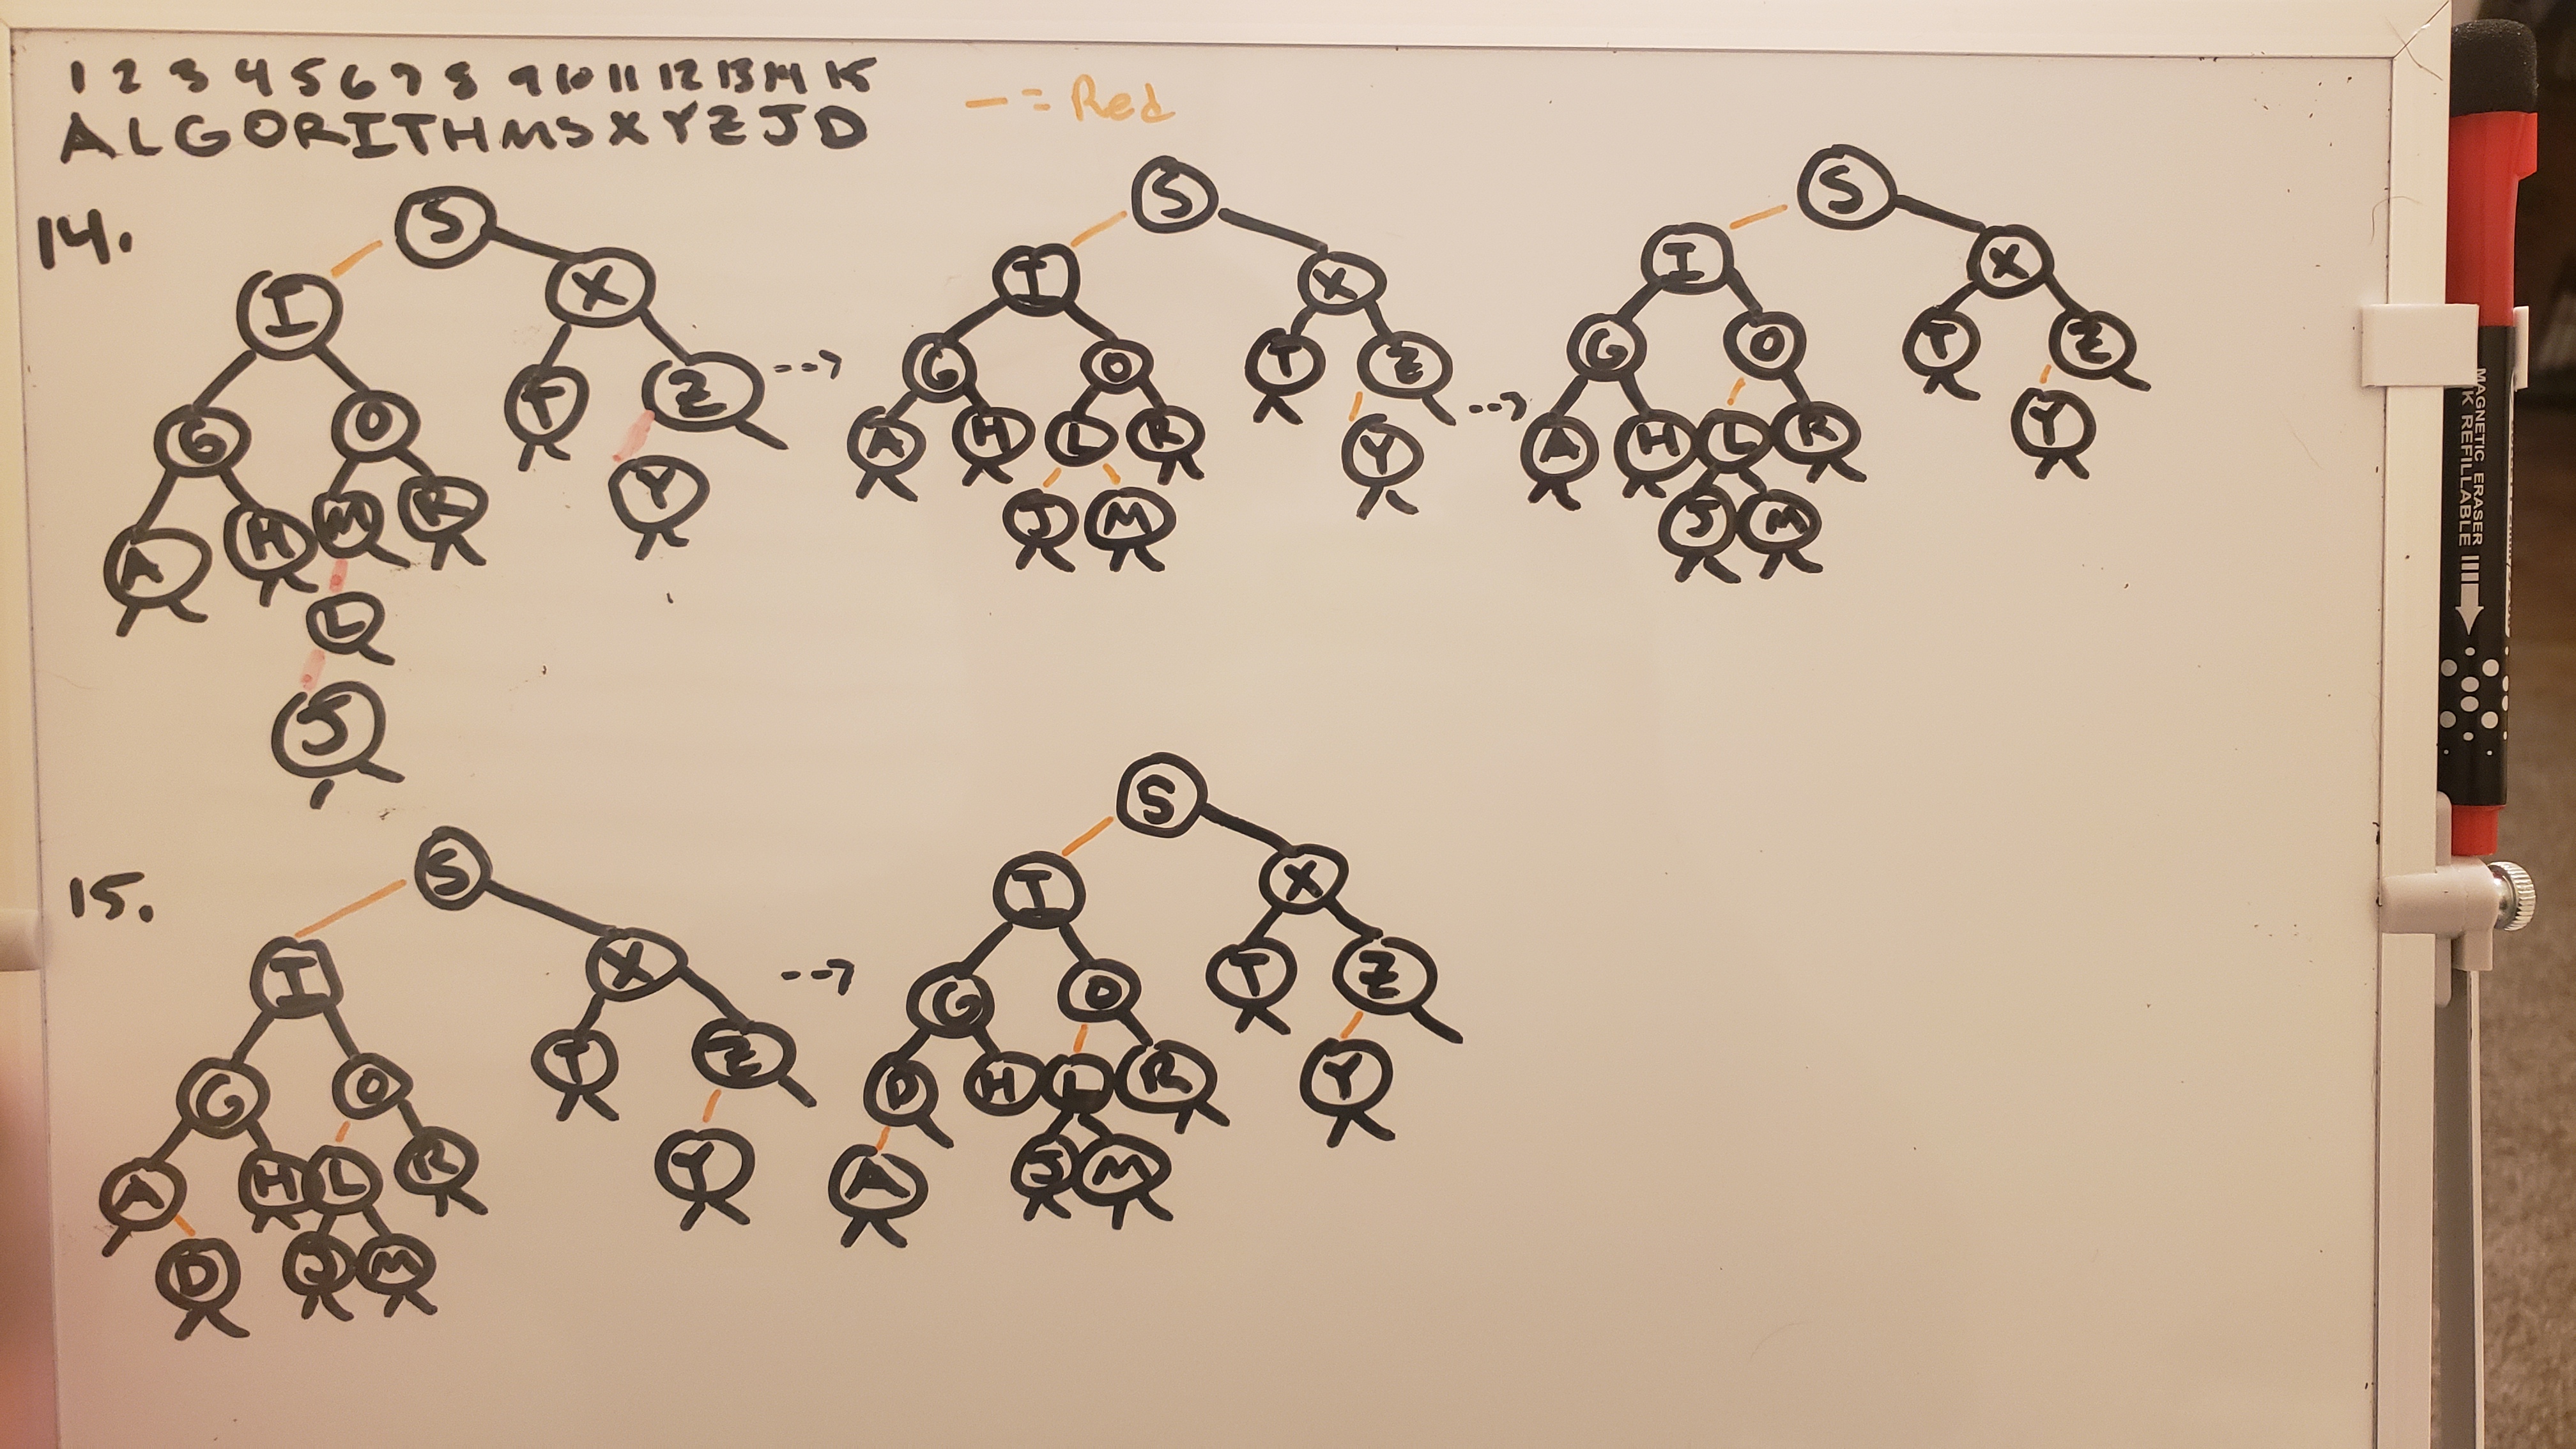 1 2 3 4 5 6 7 8 9 10 11 12 13 14 15
ALGORITHMSXYZJD
— = Red
14.
S
I X
G O T Z
A H M R Y
L
J
-->
S
I X
G O T Z
A H L R Y
J M
-->
S
I X
G O T Z
A H L R Y
J M
15.
S
I X
G O T Z
A H L R Y
D J M
-->
S
I X
G O T Z
D H L R Y
A J M
MAGNETIC ERASER
K REFILLABLE